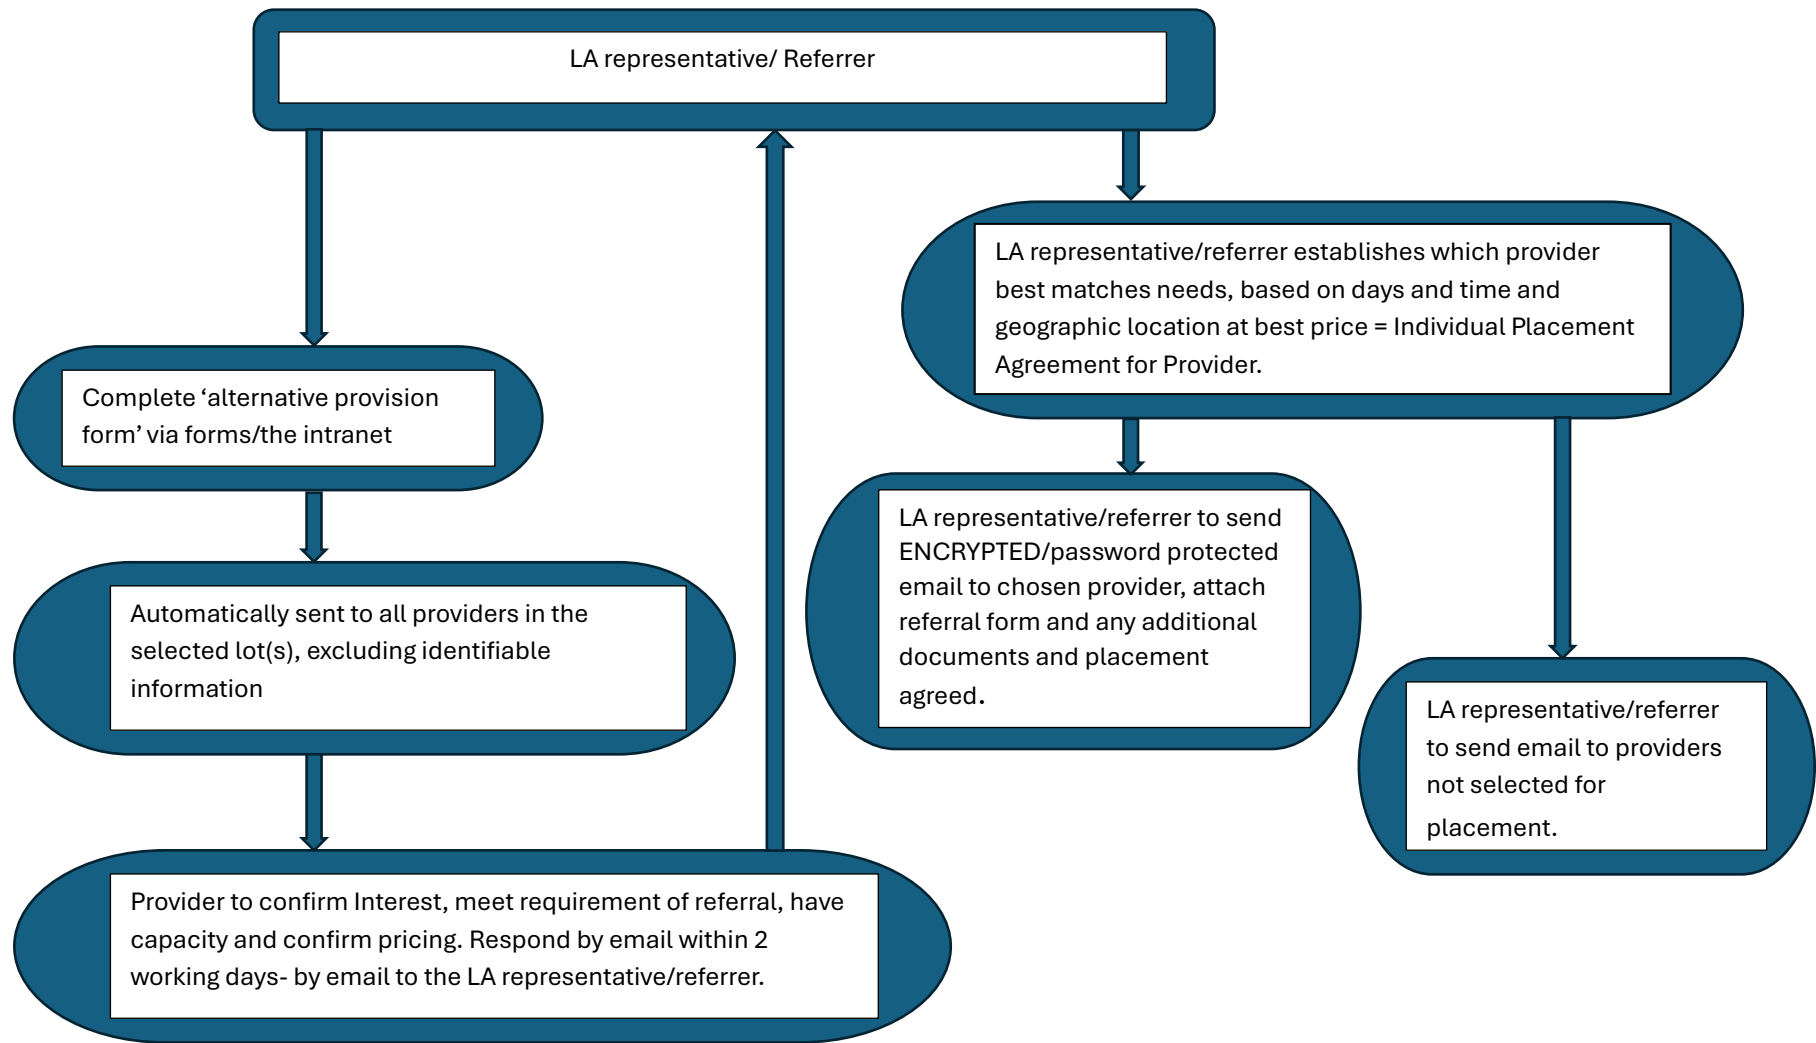 LA representative/ Referrer
Complete ‘alternative provision
form’ via forms/the intranet
Automatically sent to all providers in the
selected lot(s), excluding identifiable
information
Provider to confirm Interest, meet requirement of referral, have
capacity and confirm pricing. Respond by email within 2
working days- by email to the LA representative/referrer.
LA representative/referrer establishes which provider
best matches needs, based on days and time and
geographic location at best price = Individual Placement
Agreement for Provider.
LA representative/referrer to send
ENCRYPTED/password protected
email to chosen provider, attach
referral form and any additional
documents and placement
agreed.
LA representative/referrer
to send email to providers
not selected for
placement.